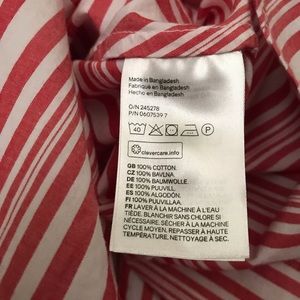 Made in Bangladesh
Fabriqué en Bangladesh
Hecho en Bangladesh
O/N 245278
P/N 0607539 7
40 P
clevercare.info
GB 100% COTTON.
CZ 100% BAVLNA
DE 100% BAUMWOLLE.
EE 100% PUUVILL.
ES 100% ALGODÓN.
FI 100% PUUVILLAA.
FR LAVER À LA MACHINE À L'EAU
TIÈDE. BLANCHIR SANS CHLORE SI
NÉCESSAIRE. SÉCHER À LA MACHINE,
CYCLE MOYEN. REPASSER À HAUTE
TEMPÉRATURE. NETTOYAGE À SEC.